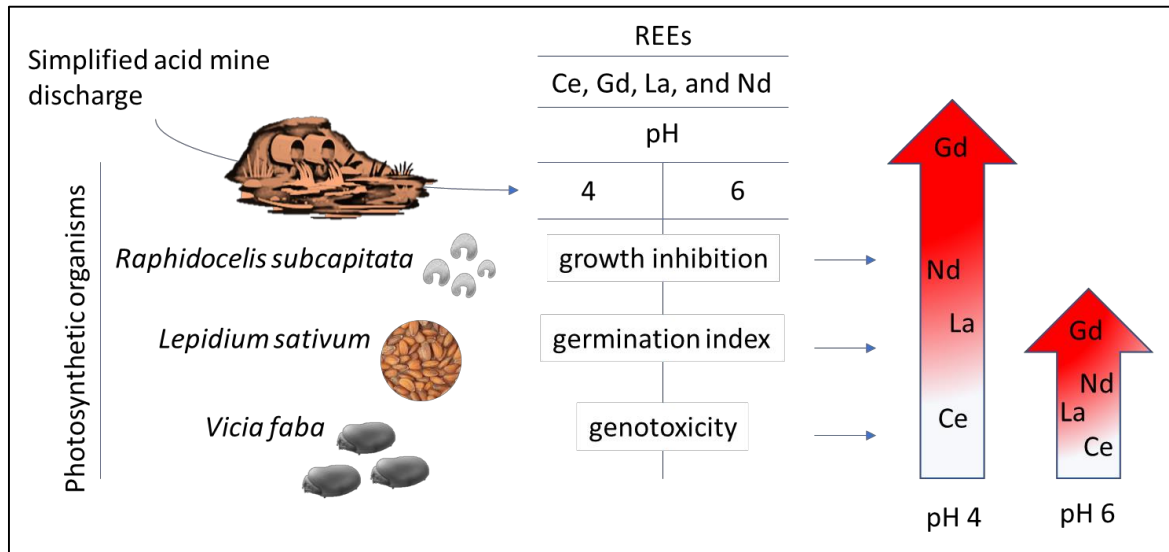 Simplified acid mine
discharge
REEs
Ce, Gd, La, and Nd
pH
4
6
Photosynthetic organisms
Raphidocelis subcapitata
growth inhibition
Lepidium sativum
germination index
Vicia faba
genotoxicity
Gd
Nd
La
Ce
pH 4
Gd
Nd
La
Ce
pH 6